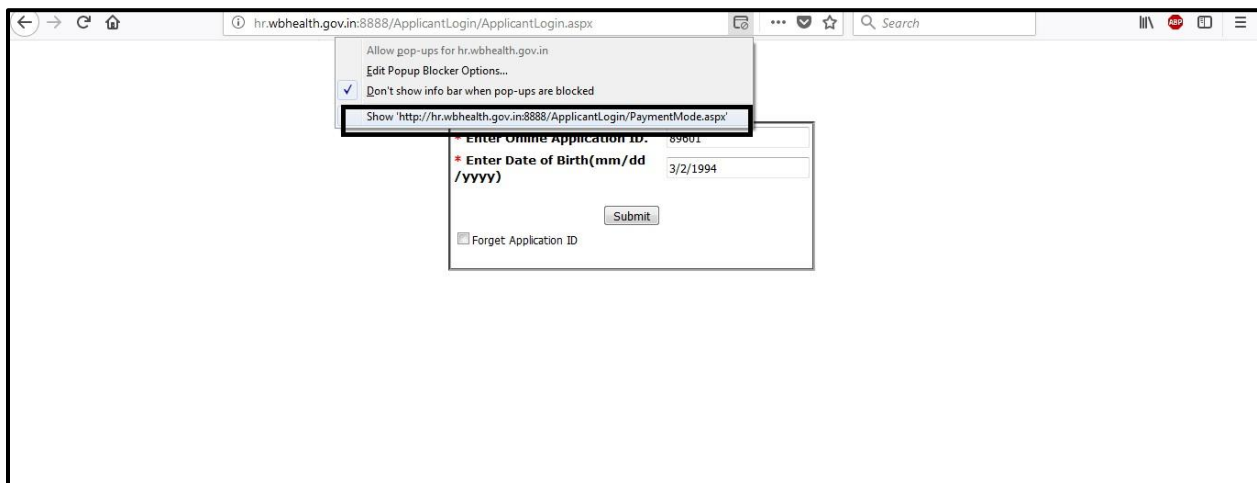 hr.wbhealth.gov.in:8888/ApplicantLogin/ApplicantLogin.aspx
Search
ABP
Allow pop-ups for hr.wbhealth.gov.in
Edit Popup Blocker Options...
Don't show info bar when pop-ups are blocked
Show 'http://hr.wbhealth.gov.in:8888/ApplicantLogin/PaymentMode.aspx'
* Enter Online Application ID. 89601
* Enter Date of Birth(mm/dd
/yyyy)
3/2/1994
Submit
Forget Application ID